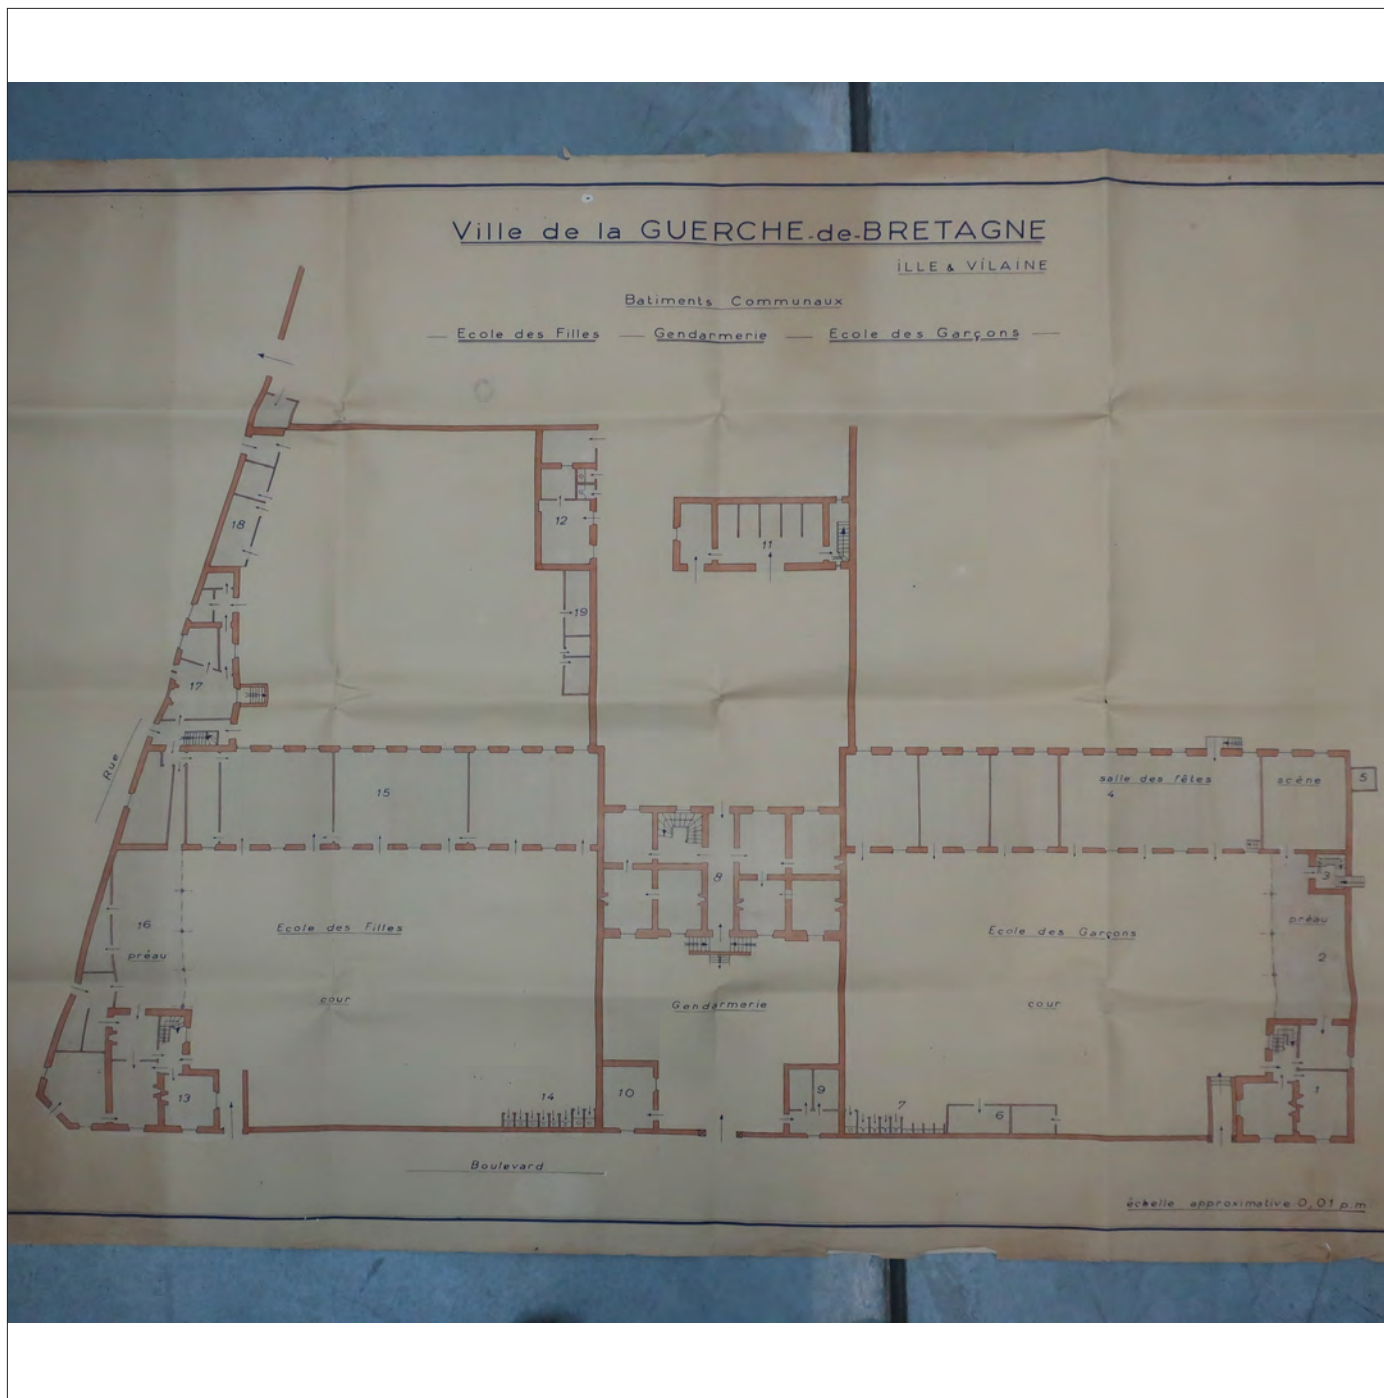 Ville de la GUERCHE-de-BRETAGNE
iLLE & ViLAiNE
Batiments Communaux
— Ecole des Filles — Gendarmerie — Ecole des Garçons —
18
12
11
19
17
Rue
15
salle des fêtes
4
scène
5
8
3
16
préau
Ecole des Filles
cour
Gendarmerie
Ecole des Garçons
cour
préau
2
13
14
10
9
7
6
1
Boulevard
échelle approximative 0,01 p.m